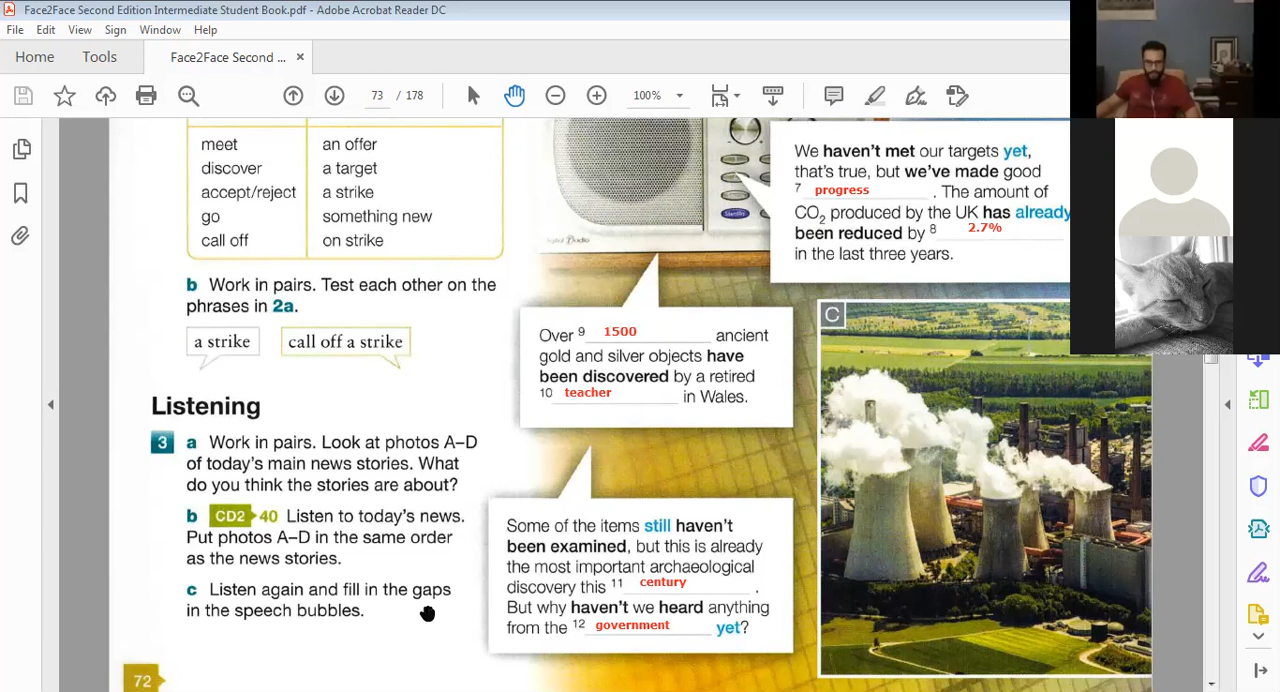 Face2Face Second Edition Intermediate Student Book.pdf - Adobe Acrobat Reader DC
File Edit View Sign Window Help
Home Tools Face2Face Second ... ×
73 / 178 100%
meet an offer
discover a target
accept/reject a strike
go something new
call off on strike
b Work in pairs. Test each other on the
phrases in 2a.
a strike call off a strike
Listening
3 a Work in pairs. Look at photos A–D
of today's main news stories. What
do you think the stories are about?
b CD2 40 Listen to today's news.
Put photos A–D in the same order
as the news stories.
c Listen again and fill in the gaps
in the speech bubbles.
72
Standby
We haven't met our targets yet,
that's true, but we've made good
7 progress . The amount of
CO2 produced by the UK has already
been reduced by 8 2.7%
in the last three years.
Over 9 1500 ancient
gold and silver objects have
been discovered by a retired
10 teacher in Wales.
C
Some of the items still haven't
been examined, but this is already
the most important archaeological
discovery this 11 century .
But why haven't we heard anything
from the 12 government yet?